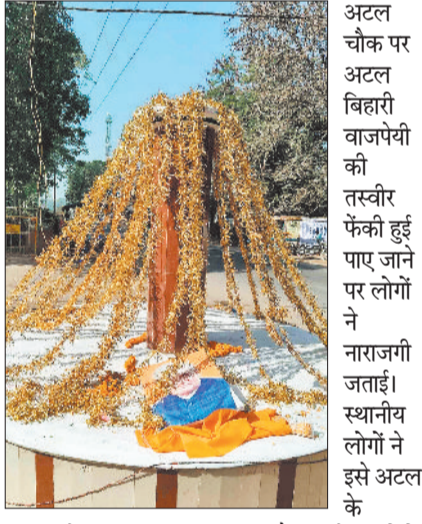 अटल
चौक पर
अटल
बिहारी
वाजपेयी
की
तस्वीर
फेंकी हुई
पाए जाने
पर लोगों
ने
नाराजगी
जताई।
स्थानीय
लोगों ने
इसे अटल
के